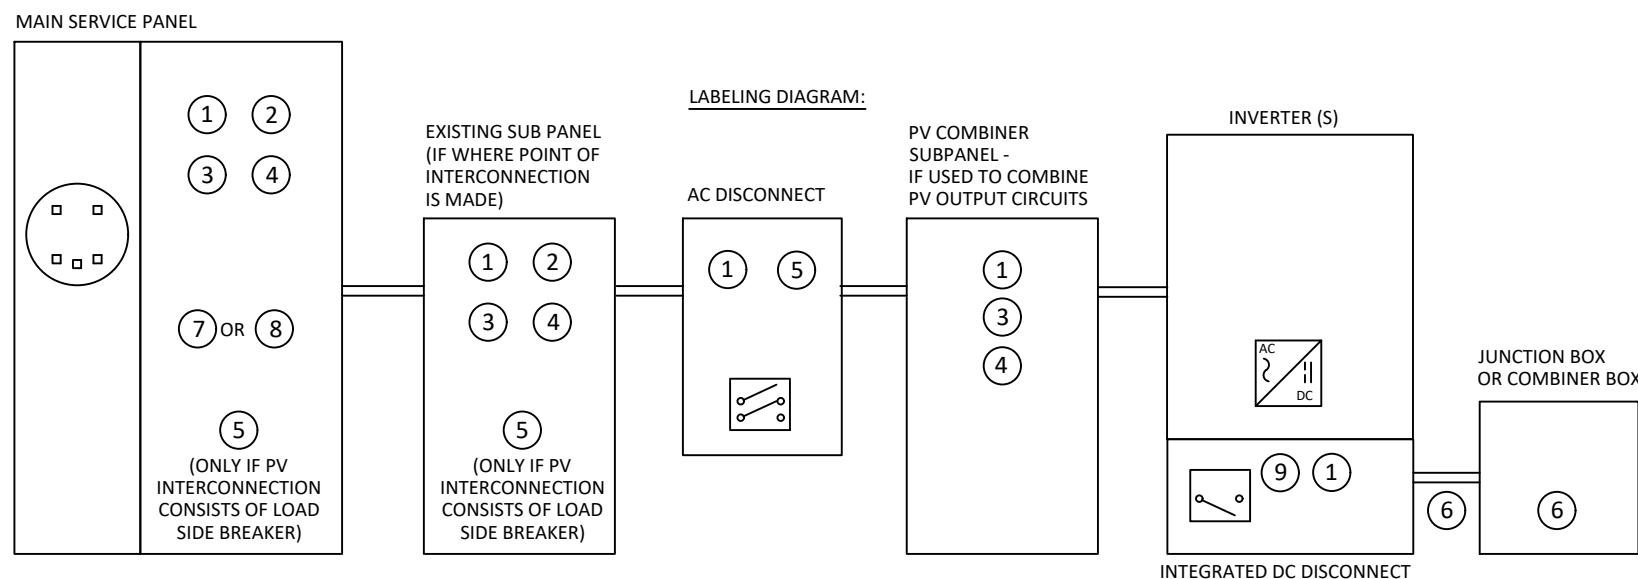 MAIN SERVICE PANEL
1 2
3 4
7 OR 8
5
(ONLY IF PV
INTERCONNECTION
CONSISTS OF LOAD
SIDE BREAKER)
LABELING DIAGRAM:
EXISTING SUB PANEL
(IF WHERE POINT OF
INTERCONNECTION
IS MADE)
1 2
3 4
5
(ONLY IF PV
INTERCONNECTION
CONSISTS OF LOAD
SIDE BREAKER)
AC DISCONNECT
1 5
PV COMBINER
SUBPANEL -
IF USED TO COMBINE
PV OUTPUT CIRCUITS
1
3
4
INVERTER (S)
AC
DC
9 1
INTEGRATED DC DISCONNECT
6
JUNCTION BOX
OR COMBINER BOX
6